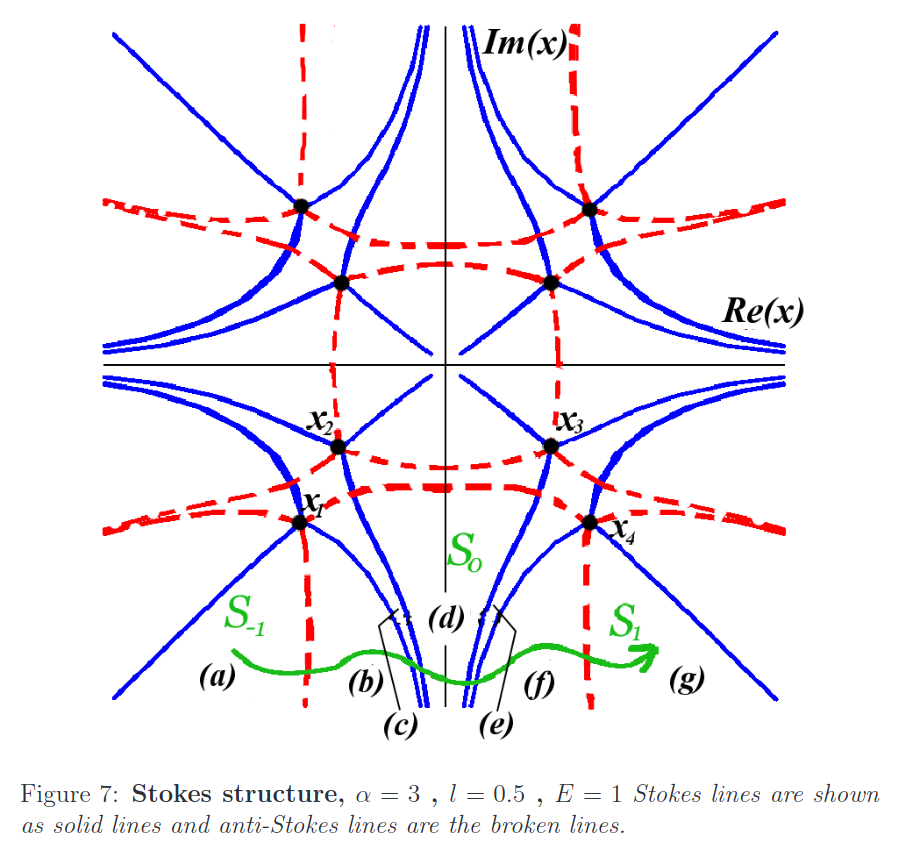 Im(x)
Re(x)
x₂
x₃
x₁
x₄
S₀
S₋₁
S₁
(d)
(a)
(b)
(f)
(g)
(c)
(e)
Figure 7: Stokes structure, α = 3 , l = 0.5 , E = 1 Stokes lines are shown
as solid lines and anti-Stokes lines are the broken lines.